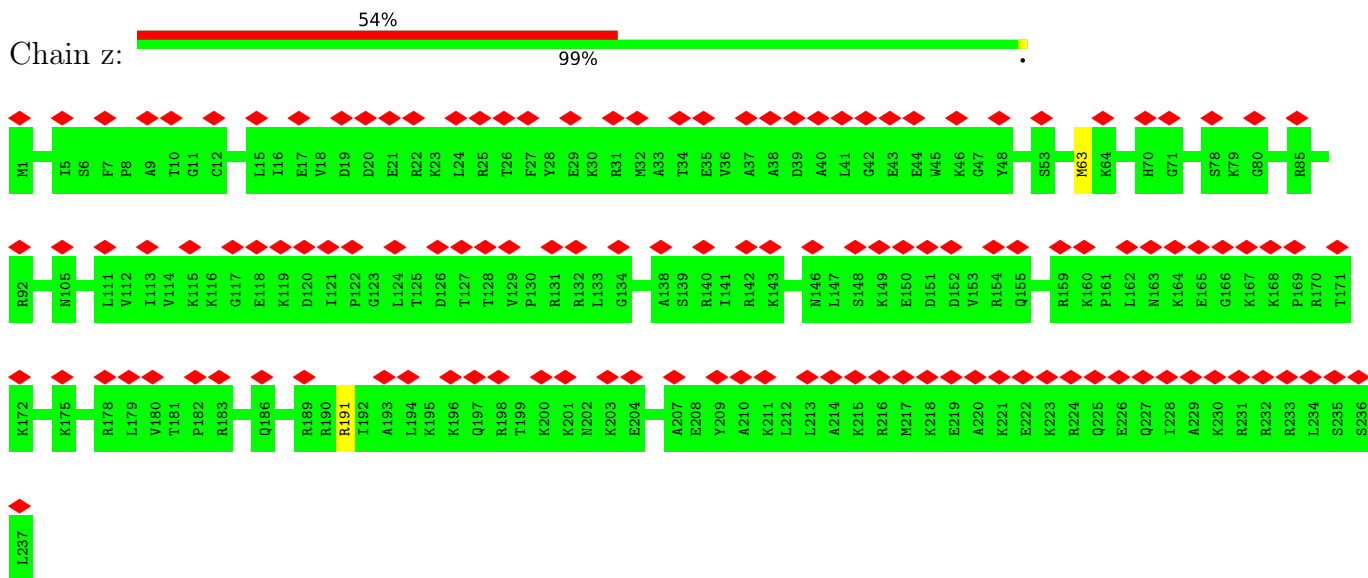 54%
Chain z:
99%
.
M1 I5 S6 F7 P8 A9 T10 G11 C12 L15 I16 E17 V18 D19 D20 E21 R22 K23 L24 R25 T26 F27 Y28 E29 K30 R31 M32 A33 T34 E35 V36 A37 A38 D39 A40 L41 G42 E43 E44 W45 K46 G47 Y48 S53 M63 K64 H70 G71 S78 K79 G80 R85
R92 N105 L111 V112 I113 V114 K115 K116 G117 E118 K119 D120 I121 P122 G123 L124 T125 D126 T127 T128 V129 P130 R131 R132 L133 G134 A138 S139 R140 I141 R142 K143 N146 L147 S148 K149 E150 D151 D152 V153 R154 Q155 R159 K160 P161 L162 N163 K164 E165 G166 K167 K168 P169 R170 T171
K172 K175 R178 L179 V180 T181 P182 R183 Q186 R189 R190 R191 I192 A193 L194 K195 K196 Q197 R198 T199 K200 K201 N202 K203 E204 A207 E208 Y209 A210 K211 L212 L213 A214 K215 R216 M217 K218 E219 A220 K221 E222 K223 R224 Q225 E226 Q227 I228 A229 K230 R231 R232 R233 L234 S235 S236
L237